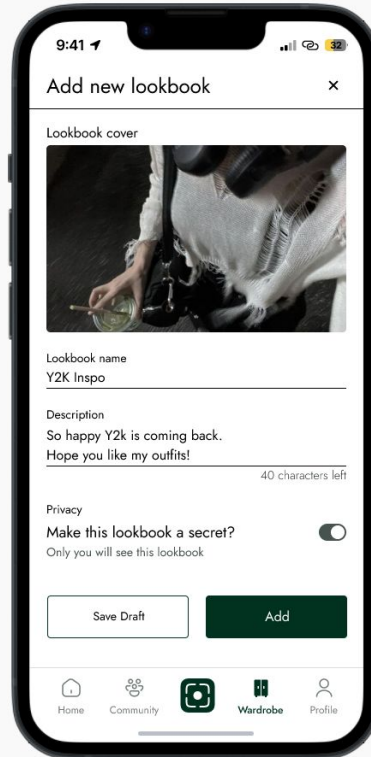 9:41
32
Add new lookbook
Lookbook cover
Lookbook name
Y2K Inspo
Description
So happy Y2k is coming back.
Hope you like my outfits!
40 characters left
Privacy
Make this lookbook a secret?
Only you will see this lookbook
Save Draft
Add
Home
Community
Wardrobe
Profile